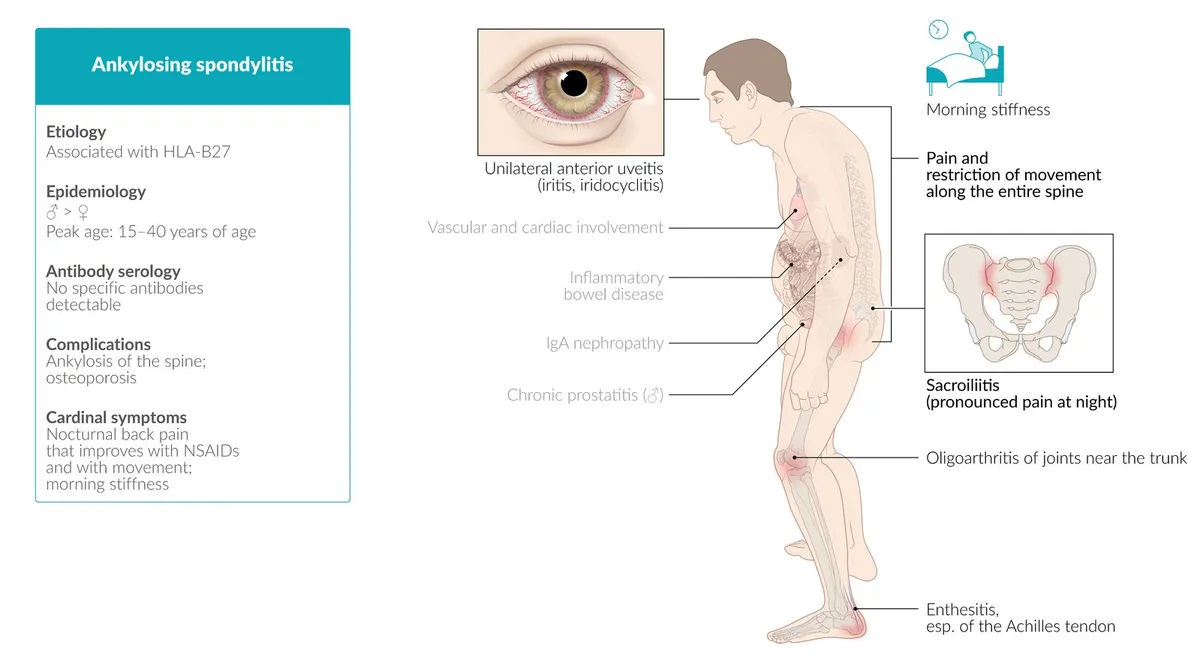 Ankylosing spondylitis
Etiology
Associated with HLA-B27
Epidemiology
♂ > ♀
Peak age: 15–40 years of age
Antibody serology
No specific antibodies
detectable
Complications
Ankylosis of the spine;
osteoporosis
Cardinal symptoms
Nocturnal back pain
that improves with NSAIDs
and with movement;
morning stiffness
Unilateral anterior uveitis
(iritis, iridocyclitis)
Vascular and cardiac involvement
Inflammatory
bowel disease
IgA nephropathy
Chronic prostatitis (♂)
Morning stiffness
Pain and
restriction of movement
along the entire spine
Sacroiliitis
(pronounced pain at night)
Oligoarthritis of joints near the trunk
Enthesitis,
esp. of the Achilles tendon